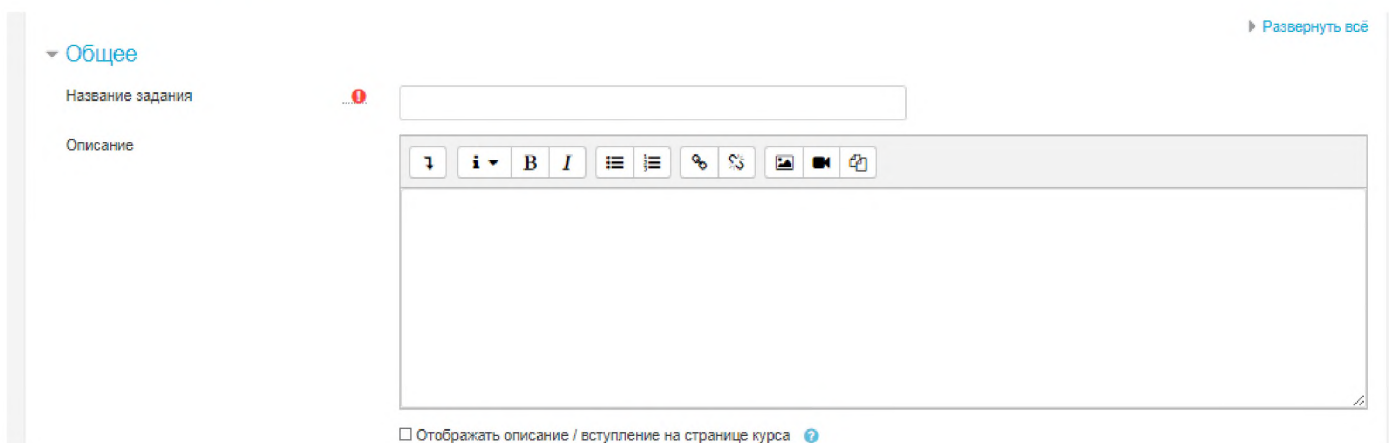 Развернуть всё
Общее
Название задания
Описание
i B I
Отображать описание / вступление на странице курса